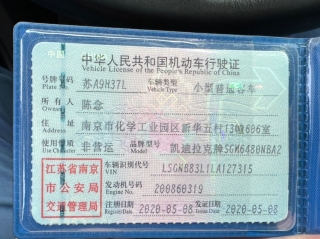 中华人民共和国机动车行驶证
Vehicle License of the People's Republic of China
号牌号码 苏A9H37L 车辆类型 小型普通客车
Plate No. Vehicle Type
所有人 陈念
Owner
住址 南京市化学工业园区新华五村13幢606室
Address
使用性质 非营运 品牌型号 凯迪拉克牌SGM6480NBA2
Use Character Model
江苏省南京市公安局交通管理局
车辆识别代号
VIN
发动机号码 200860319
Engine No.
注册日期 2020-05-08 发证日期 2020-05-08
Register Date Issue Date